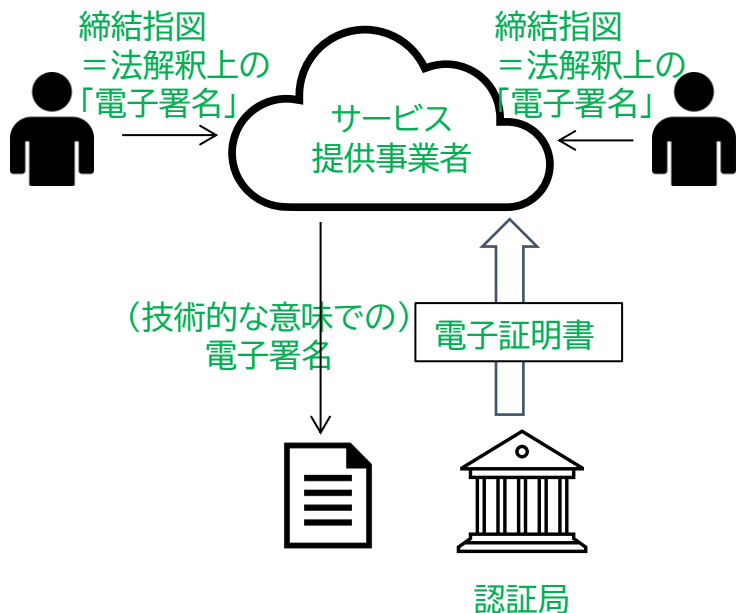 締結指図
＝法解釈上の
「電子署名」
締結指図
＝法解釈上の
「電子署名」
サービス
提供事業者
（技術的な意味での）
電子署名
電子証明書
認証局